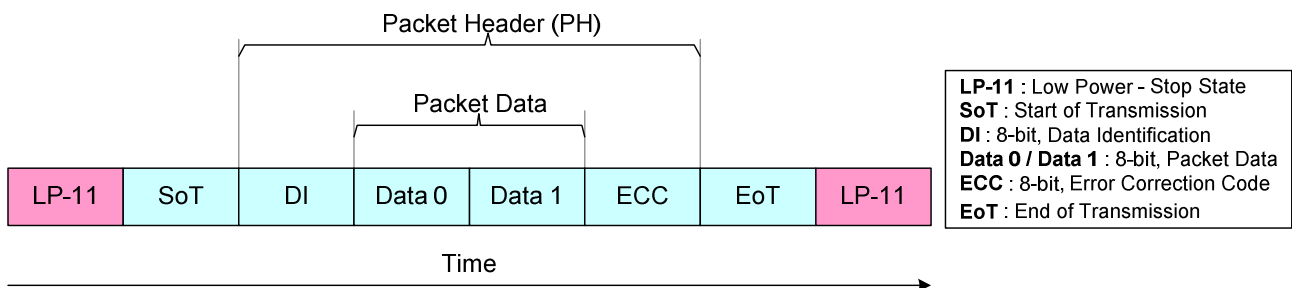 Packet Header (PH)
Packet Data
LP-11 SoT DI Data 0 Data 1 ECC EoT LP-11
Time
LP-11 : Low Power - Stop State
SoT : Start of Transmission
DI : 8-bit, Data Identification
Data 0 / Data 1 : 8-bit, Packet Data
ECC : 8-bit, Error Correction Code
EoT : End of Transmission